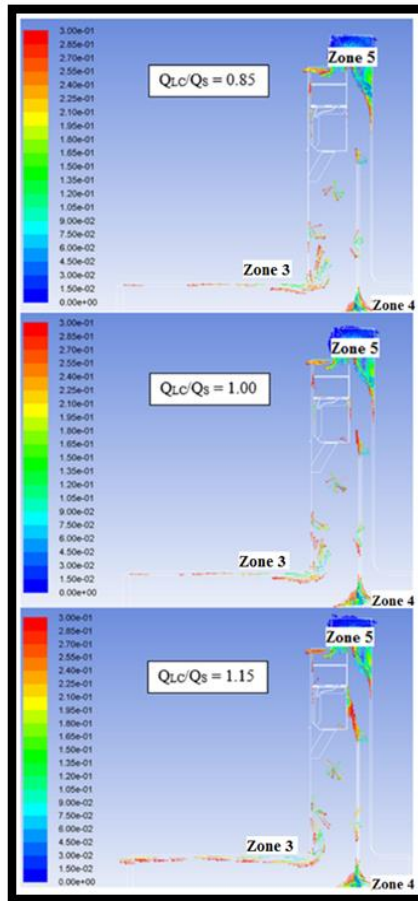 3.00e-01
2.85e-01
2.70e-01
2.55e-01
2.40e-01
2.25e-01
2.10e-01
1.95e-01
1.80e-01
1.65e-01
1.50e-01
1.35e-01
1.20e-01
1.05e-01
9.00e-02
7.50e-02
6.00e-02
4.50e-02
3.00e-02
1.50e-02
0.00e+00
Zone 5
QLC/QS = 0.85
Zone 3
Zone 4
3.00e-01
2.85e-01
2.70e-01
2.55e-01
2.40e-01
2.25e-01
2.10e-01
1.95e-01
1.80e-01
1.65e-01
1.50e-01
1.35e-01
1.20e-01
1.05e-01
9.00e-02
7.50e-02
6.00e-02
4.50e-02
3.00e-02
1.50e-02
0.00e+00
Zone 5
QLC/QS = 1.00
Zone 3
Zone 4
3.00e-01
2.85e-01
2.70e-01
2.55e-01
2.40e-01
2.25e-01
2.10e-01
1.95e-01
1.80e-01
1.65e-01
1.50e-01
1.35e-01
1.20e-01
1.05e-01
9.00e-02
7.50e-02
6.00e-02
4.50e-02
3.00e-02
1.50e-02
0.00e+00
Zone 5
QLC/QS = 1.15
Zone 3
Zone 4